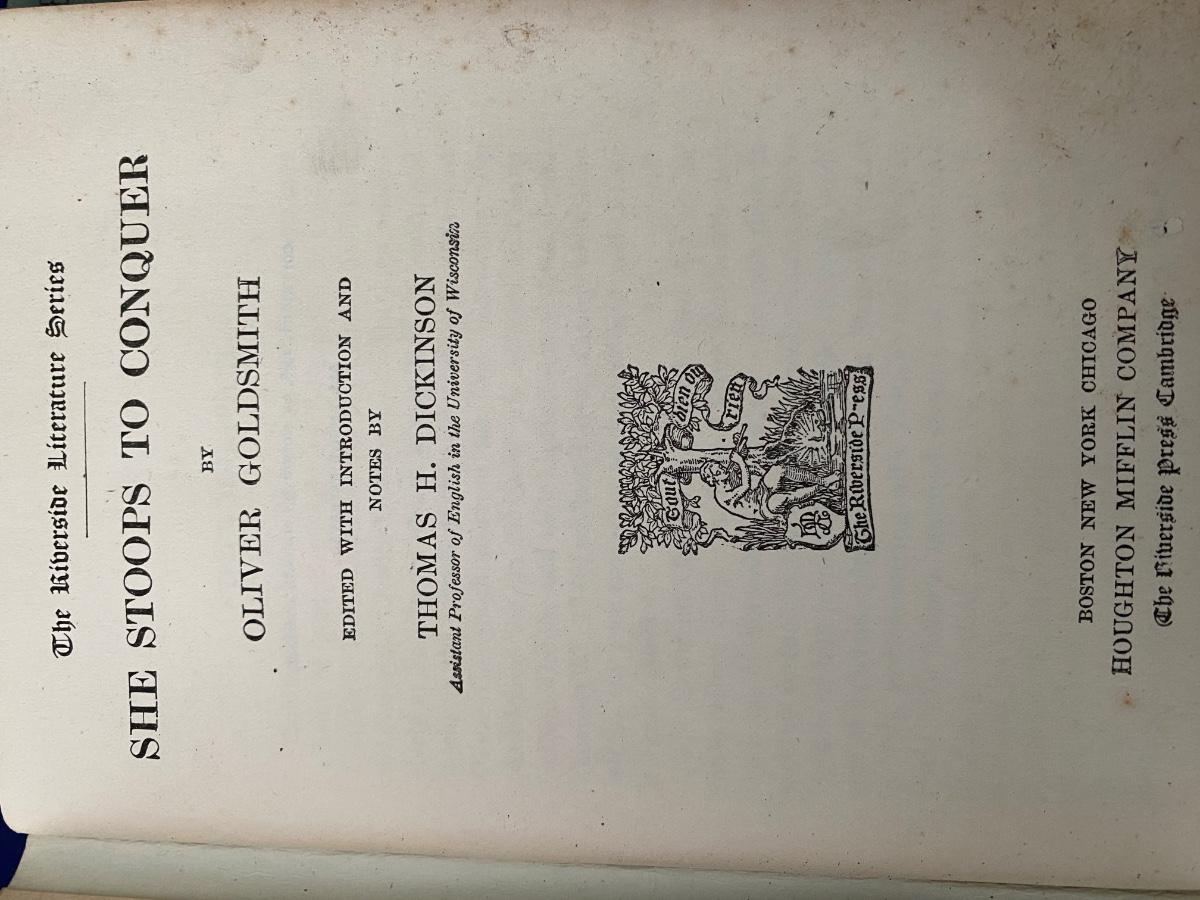 The Riverside Literature Series
SHE STOOPS TO CONQUER
BY
OLIVER GOLDSMITH
EDITED WITH INTRODUCTION AND
NOTES BY
THOMAS H. DICKINSON
Assistant Professor of English in the University of Wisconsin
Tout
bien ou
rien
The Riverside Press
BOSTON NEW YORK CHICAGO
HOUGHTON MIFFLIN COMPANY
The Riverside Press Cambridge